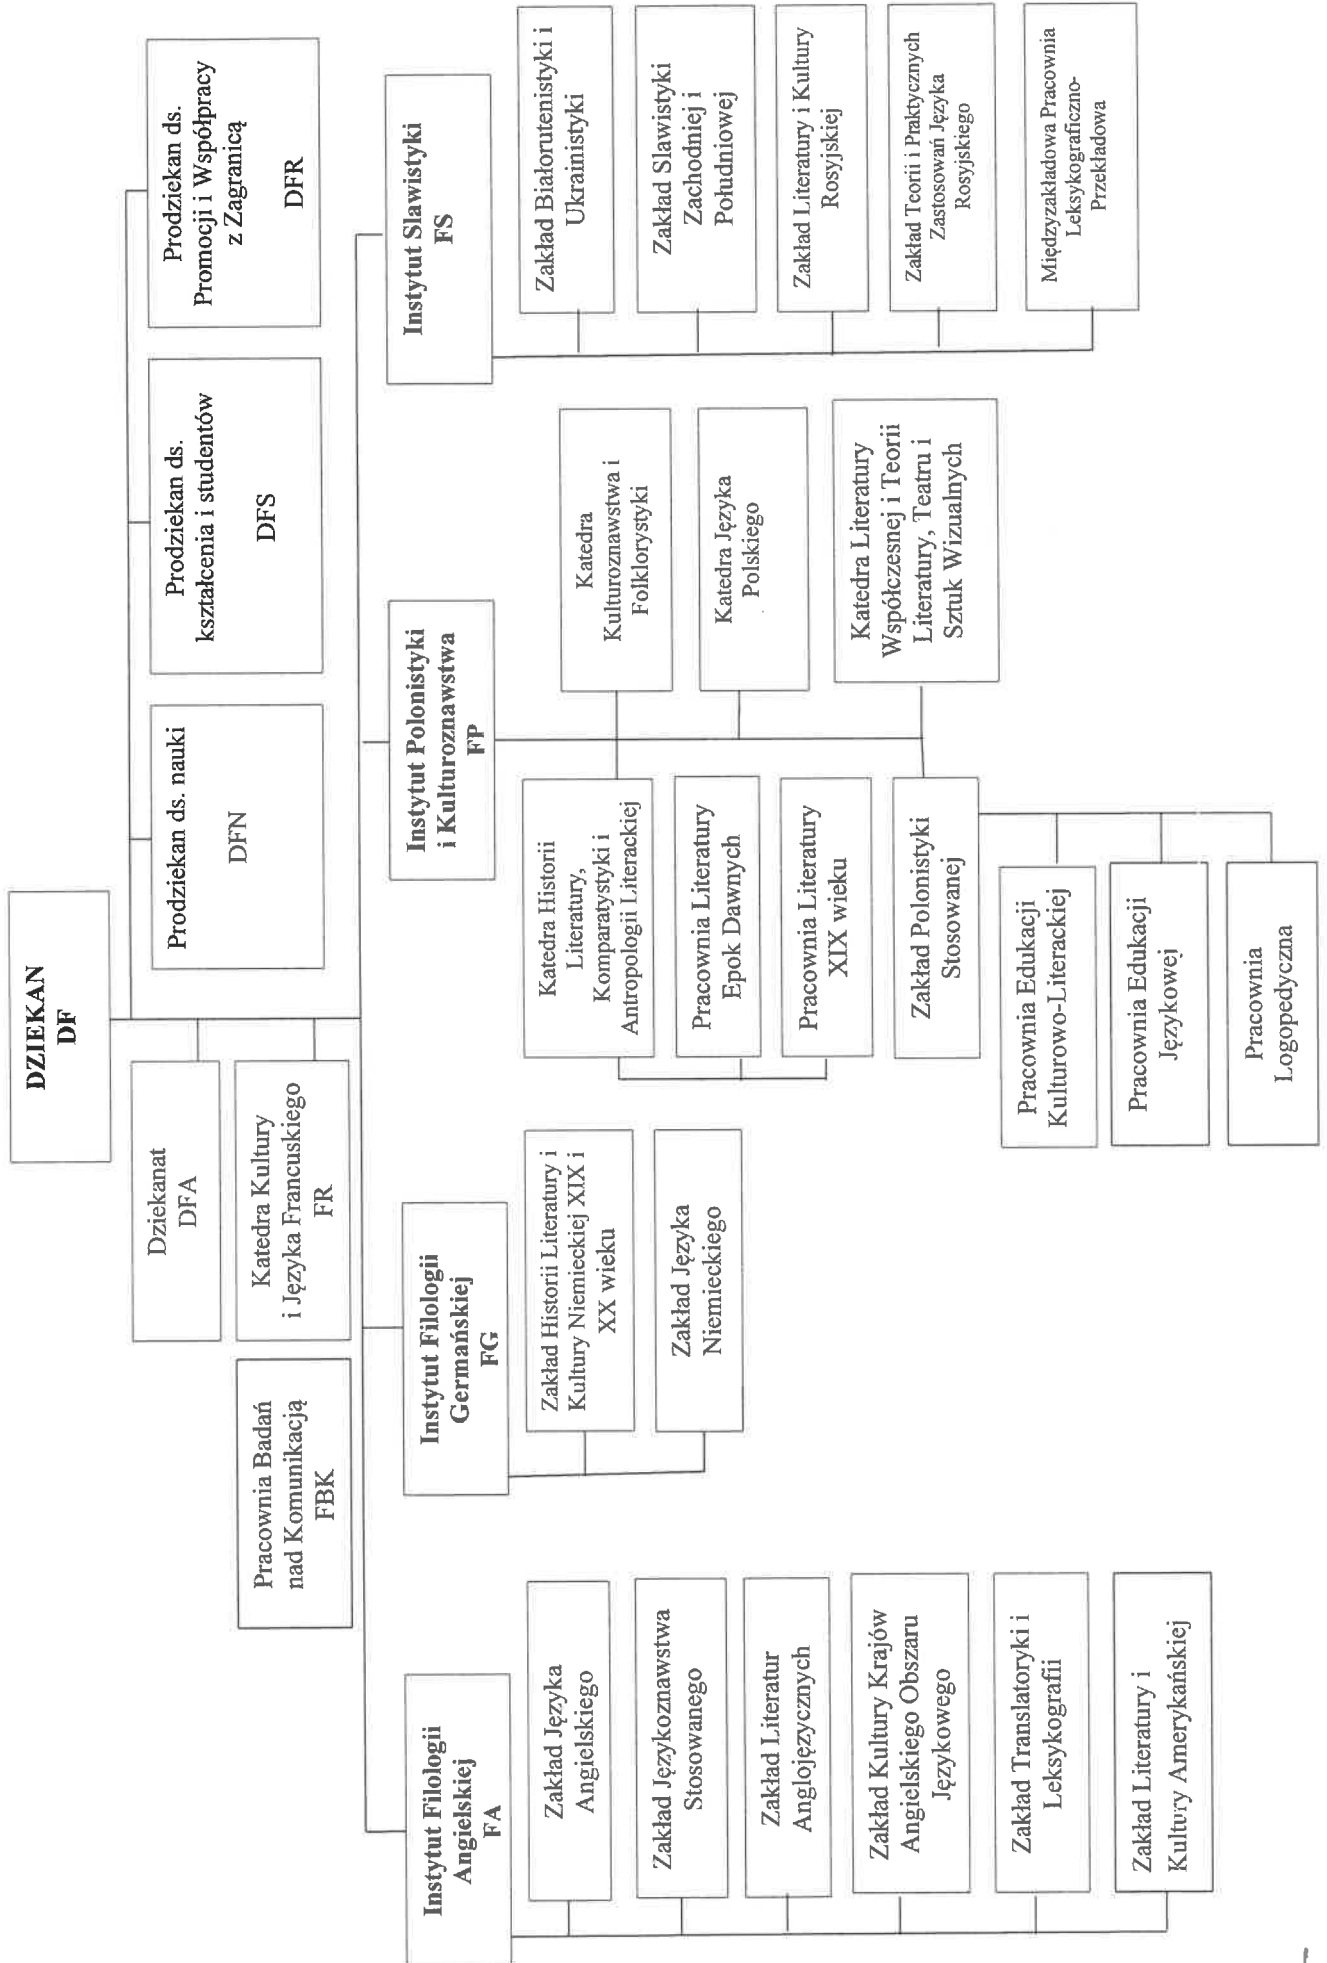 DZIEKAN
DF
Prodziekan ds. nauki
DFN
Prodziekan ds.
kształcenia i studentów
DFS
Prodziekan ds.
Promocji i Współpracy
z Zagranicą
DFR
Dziekanat
DFA
Katedra Kultury
i Języka Francuskiego
FR
Pracownia Badań
nad Komunikacją
FBK
Instytut Filologii
Angielskiej
FA
Zakład Języka
Angielskiego
Zakład Językoznawstwa
Stosowanego
Zakład Literatur
Anglojęzycznych
Zakład Kultury Krajów
Angielskiego Obszaru
Językowego
Zakład Translatoryki i
Leksykografii
Zakład Literatury i
Kultury Amerykańskiej
Instytut Filologii
Germańskiej
FG
Zakład Historii Literatury i
Kultury Niemieckiej XIX i
XX wieku
Zakład Języka
Niemieckiego
Instytut Polonistyki
i Kulturoznawstwa
FP
Katedra Historii
Literatury,
Komparatystyki i
Antropologii Literackiej
Pracownia Literatury
Epok Dawnych
Pracownia Literatury
XIX wieku
Zakład Polonistyki
Stosowanej
Pracownia Edukacji
Kulturowo-Literackiej
Pracownia Edukacji
Językowej
Pracownia
Logopedyczna
Katedra
Kulturoznawstwa i
Folklorystyki
Katedra Języka
Polskiego
Katedra Literatury
Współczesnej i Teorii
Literatury, Teatru i
Sztuk Wizualnych
Instytut Slawistyki
FS
Zakład Białorutenistyki i
Ukrainistyki
Zakład Slawistyki
Zachodniej i
Południowej
Zakład Literatury i Kultury
Rosyjskiej
Zakład Teorii i Praktycznych
Zastosowań Języka
Rosyjskiego
Międzyzakładowa Pracownia
Leksykograficzno-
Przekładowa